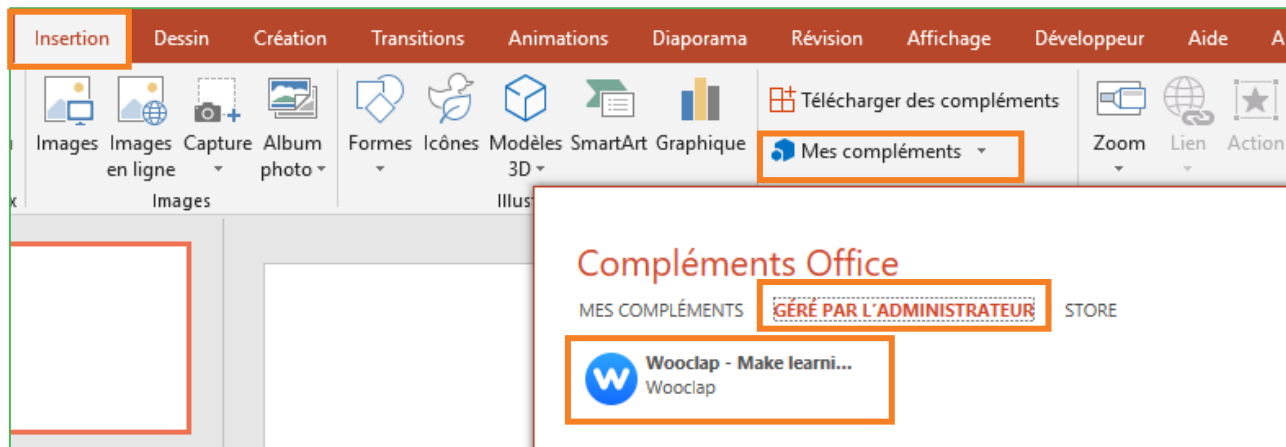 Insertion Dessin Création Transitions Animations Diaporama Révision Affichage Développeur Aide
Images Images en ligne Capture Album photo Formes Icônes Modèles 3D SmartArt Graphique
Télécharger des compléments
Mes compléments
Zoom Lien Action
Images
Compléments Office
MES COMPLÉMENTS GÉRÉ PAR L'ADMINISTRATEUR STORE
Wooclap - Make learni...
Wooclap